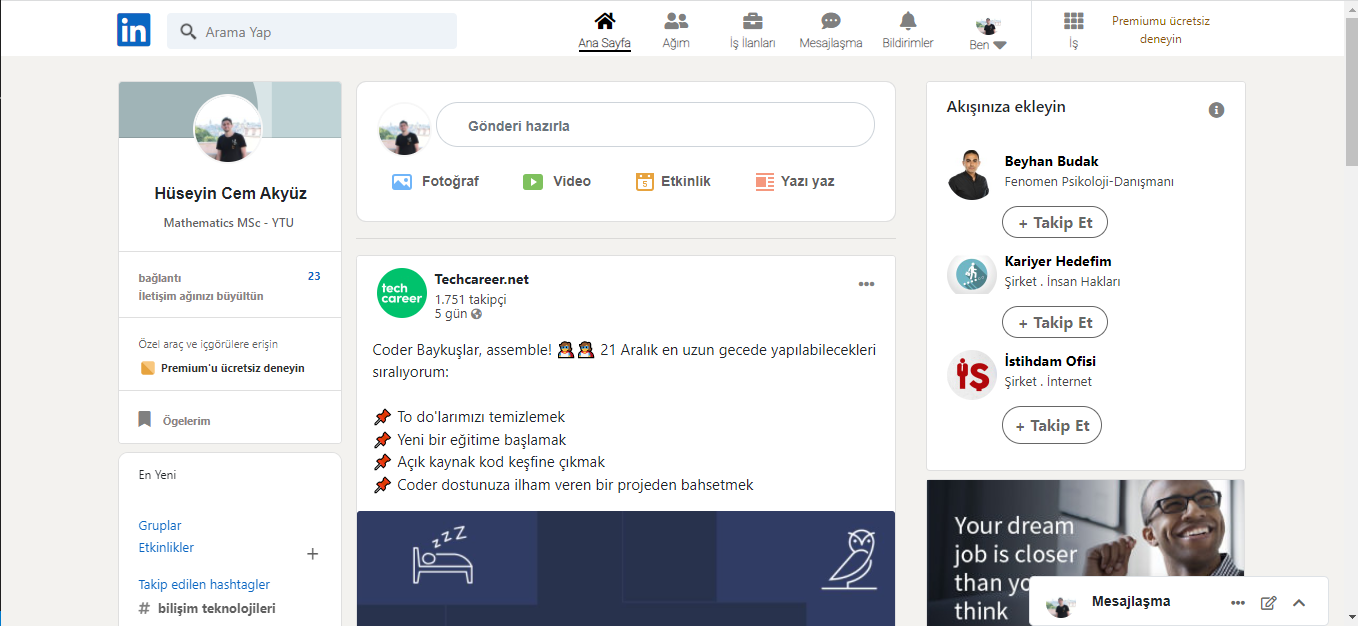 in
Arama Yap
Ana Sayfa
Ağım
İş İlanları
Mesajlaşma
Bildirimler
Ben
İş
Premiumu ücretsiz
deneyin
Hüseyin Cem Akyüz
Mathematics MSc - YTU
bağlantı 23
İletişim ağınızı büyültün
Özel araç ve içgörülere erişin
Premium'u ücretsiz deneyin
Ögelerim
En Yeni
Gruplar
Etkinlikler
+
Takip edilen hashtagler
# bilişim teknolojileri
Gönderi hazırla
Fotoğraf
Video
5 Etkinlik
Yazı yaz
tech
career
Techcareer.net
1.751 takipçi
5 gün
Coder Baykuşlar, assemble! 21 Aralık en uzun gecede yapılabilecekleri
sıralıyorum:
To do'larımızı temizlemek
Yeni bir eğitime başlamak
Açık kaynak kod keşfine çıkmak
Coder dostunuza ilham veren bir projeden bahsetmek
z z Z
Akışınıza ekleyin
Beyhan Budak
Fenomen Psikoloji-Danışmanı
+ Takip Et
Kariyer Hedefim
Şirket . İnsan Hakları
+ Takip Et
İŞ
İstihdam Ofisi
Şirket . İnternet
+ Takip Et
Your dream
job is closer
than yo
think
Mesajlaşma